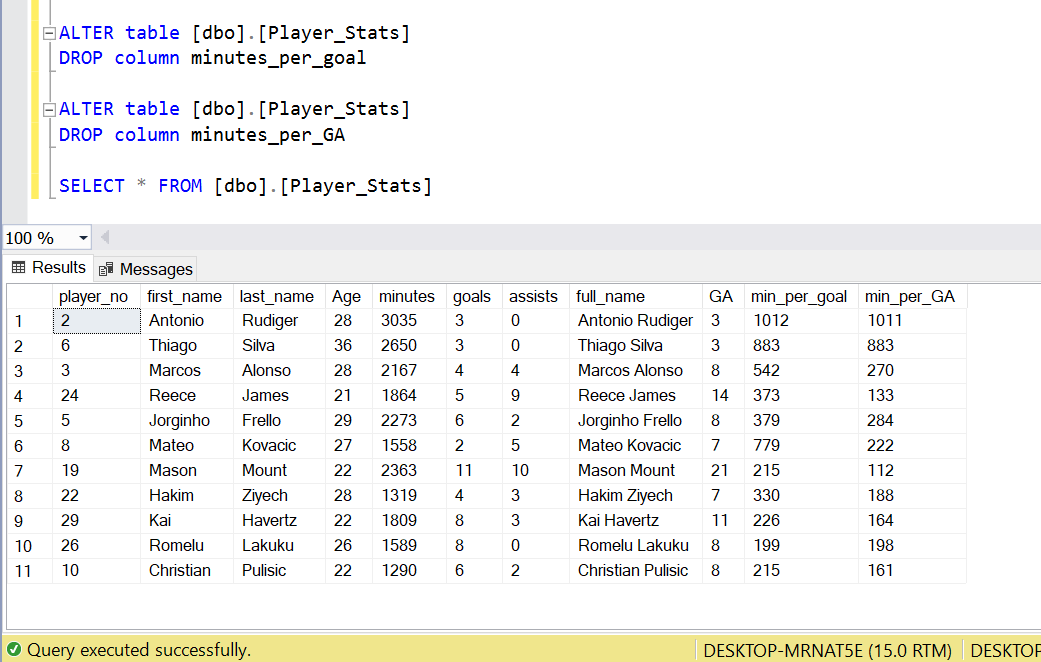 ALTER table [dbo].[Player_Stats]
DROP column minutes_per_goal
ALTER table [dbo].[Player_Stats]
DROP column minutes_per_GA
SELECT * FROM [dbo].[Player_Stats]
100 %
Results Messages
player_no first_name last_name Age minutes goals assists full_name GA min_per_goal min_per_GA
1 2 Antonio Rudiger 28 3035 3 0 Antonio Rudiger 3 1012 1011
2 6 Thiago Silva 36 2650 3 0 Thiago Silva 3 883 883
3 3 Marcos Alonso 28 2167 4 4 Marcos Alonso 8 542 270
4 24 Reece James 21 1864 5 9 Reece James 14 373 133
5 5 Jorginho Frello 29 2273 6 2 Jorginho Frello 8 379 284
6 8 Mateo Kovacic 27 1558 2 5 Mateo Kovacic 7 779 222
7 19 Mason Mount 22 2363 11 10 Mason Mount 21 215 112
8 22 Hakim Ziyech 28 1319 4 3 Hakim Ziyech 7 330 188
9 29 Kai Havertz 22 1809 8 3 Kai Havertz 11 226 164
10 26 Romelu Lakuku 26 1589 8 0 Romelu Lakuku 8 199 198
11 10 Christian Pulisic 22 1290 6 2 Christian Pulisic 8 215 161
Query executed successfully. DESKTOP-MRNAT5E (15.0 RTM) DESKTOP